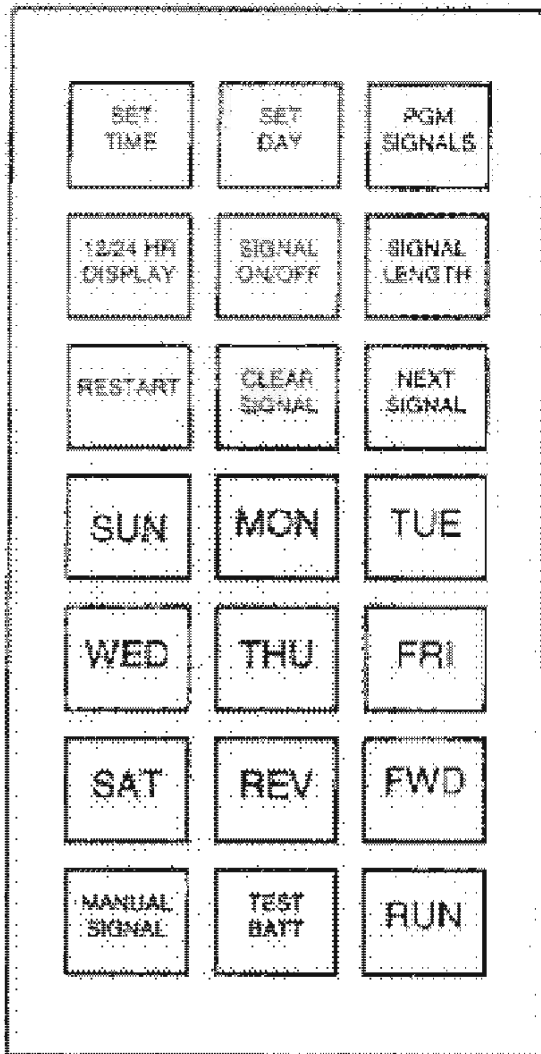 SET
TIME
SET
DAY
PGM
SIGNALS
12/24 HR
DISPLAY
SIGNAL
ON/OFF
SIGNAL
LENGTH
RESTART
CLEAR
SIGNAL
NEXT
SIGNAL
SUN
MON
TUE
WED
THU
FRI
SAT
REV
FWD
MANUAL
SIGNAL
TEST
BATT
RUN